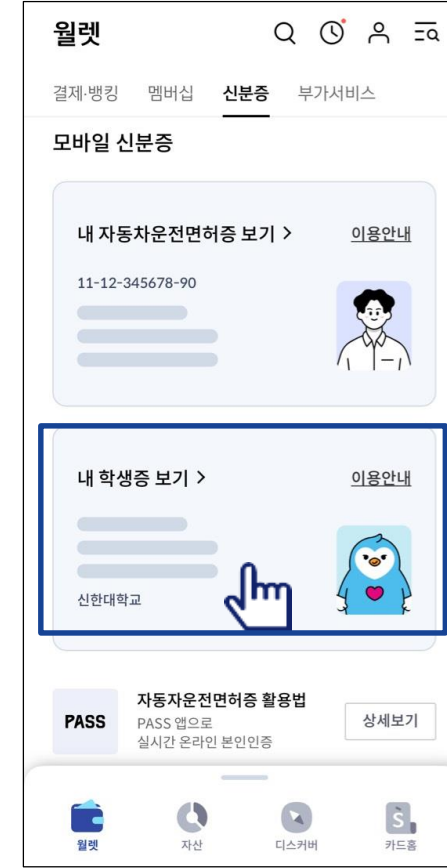 월렛
결제·뱅킹 멤버십 신분증 부가서비스
모바일 신분증
내 자동차운전면허증 보기 > 이용안내
11-12-345678-90
내 학생증 보기 > 이용안내
신한대학교
자동자운전면허증 활용법
PASS
PASS 앱으로
실시간 온라인 본인인증
상세보기
월렛 자산 디스커버 카드홈